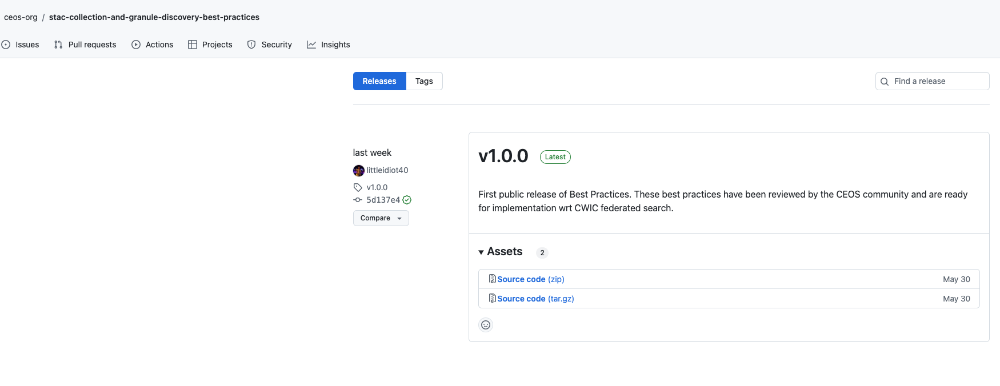 ceos-org / stac-collection-and-granule-discovery-best-practices
Issues Pull requests Actions Projects Security Insights
Releases Tags
Find a release
last week
littleidiot40
v1.0.0
5d137e4
Compare
v1.0.0 Latest
First public release of Best Practices. These best practices have been reviewed by the CEOS community and are ready
for implementation wrt CWIC federated search.
Assets 2
Source code (zip) May 30
Source code (tar.gz) May 30